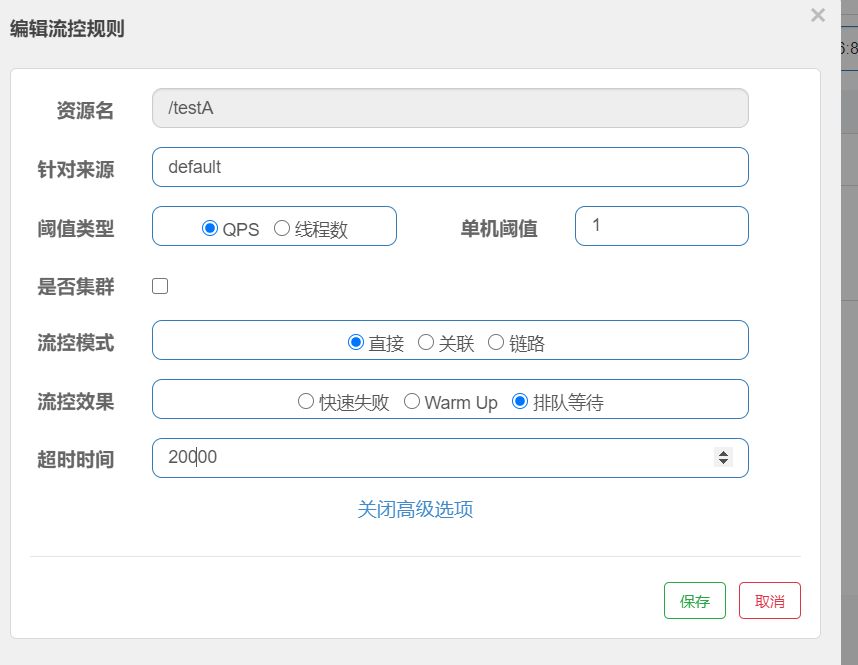 编辑流控规则 ×
6:8
资源名 /testA
针对来源 default
阈值类型 QPS 线程数 单机阈值 1
是否集群
流控模式 直接 关联 链路
流控效果 快速失败 Warm Up 排队等待
超时时间 20000
关闭高级选项
保存 取消